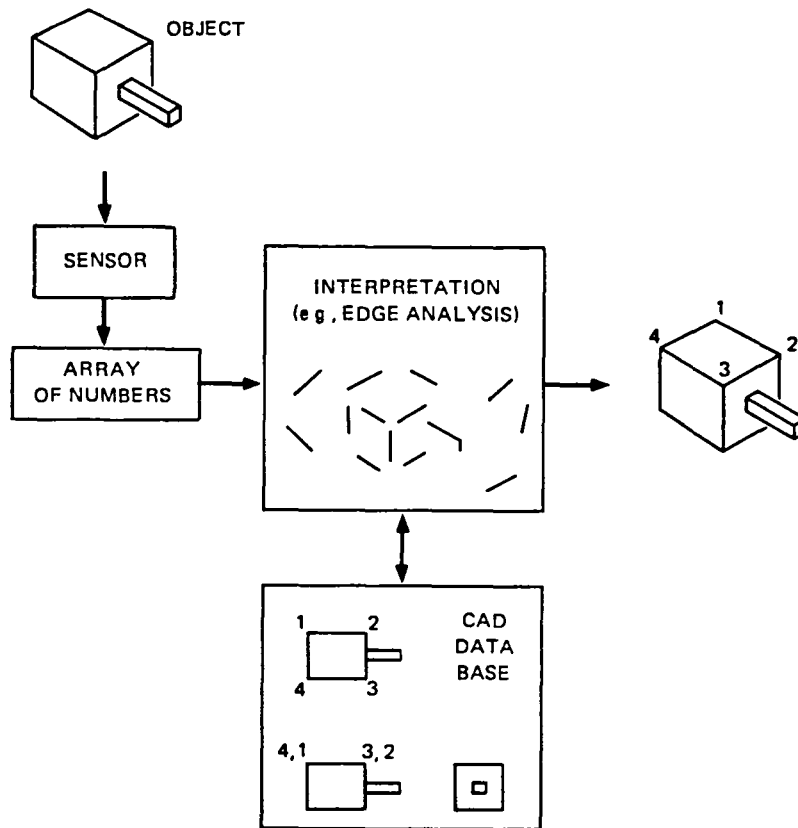 OBJECT
SENSOR
ARRAY
OF NUMBERS
INTERPRETATION
(e g , EDGE ANALYSIS)
1
4
2
3
1 2
4 3
CAD
DATA
BASE
4, 1 3, 2